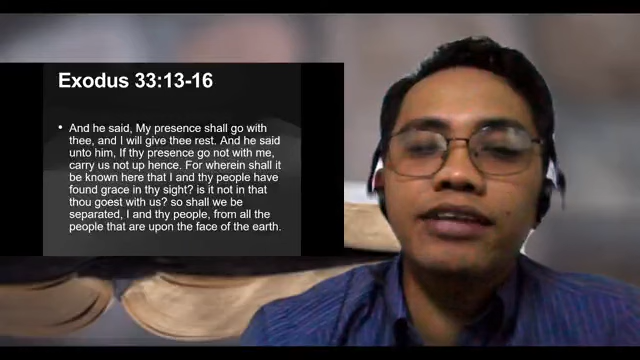 Exodus 33:13-16
• And he said, My presence shall go with
thee, and I will give thee rest. And he said
unto him, If thy presence go not with me,
carry us not up hence. For wherein shall it
be known here that I and thy people have
found grace in thy sight? is it not in that
thou goest with us? so shall we be
separated, I and thy people, from all the
people that are upon the face of the earth.